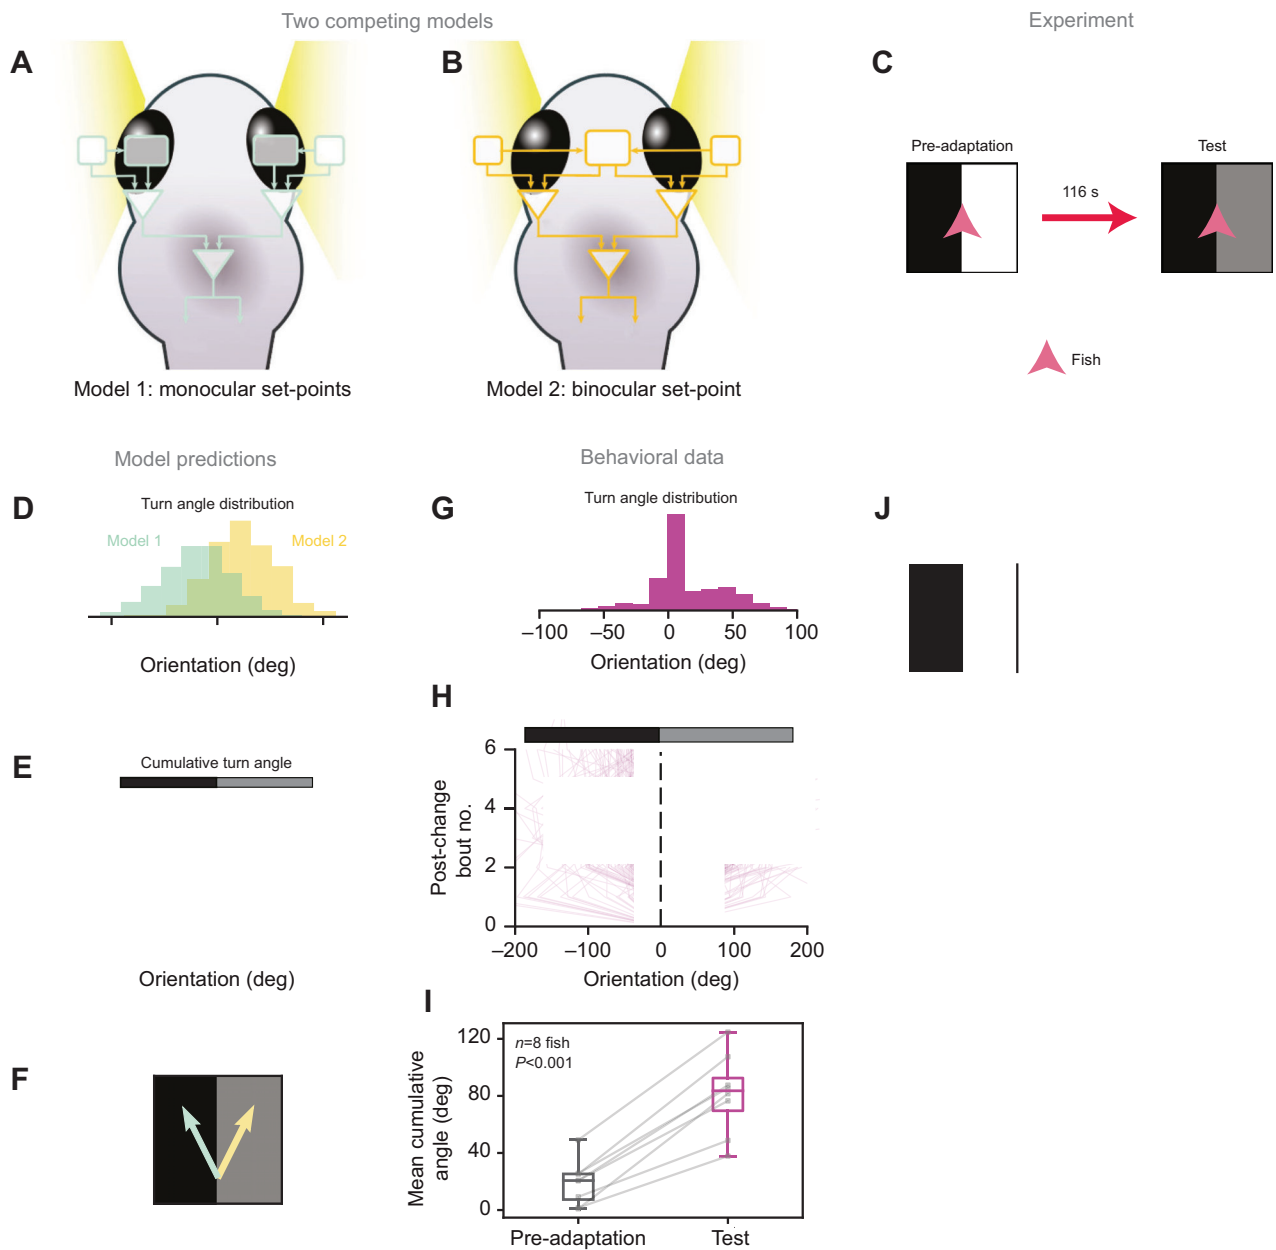 Two competing models
Experiment
A
B
C
Pre-adaptation
Test
116 s
Fish
Model 1: monocular set-points
Model 2: binocular set-point
Model predictions
Behavioral data
D
Turn angle distribution
Model 1
Model 2
Orientation (deg)
G
Turn angle distribution
–100
–50
0
50
100
Orientation (deg)
J
E
Cumulative turn angle
Orientation (deg)
H
Post-change
bout no.
6
4
2
0
–200
–100
0
100
200
Orientation (deg)
F
I
Mean cumulative
angle (deg)
120
80
40
0
n=8 fish
P<0.001
Pre-adaptation
Test